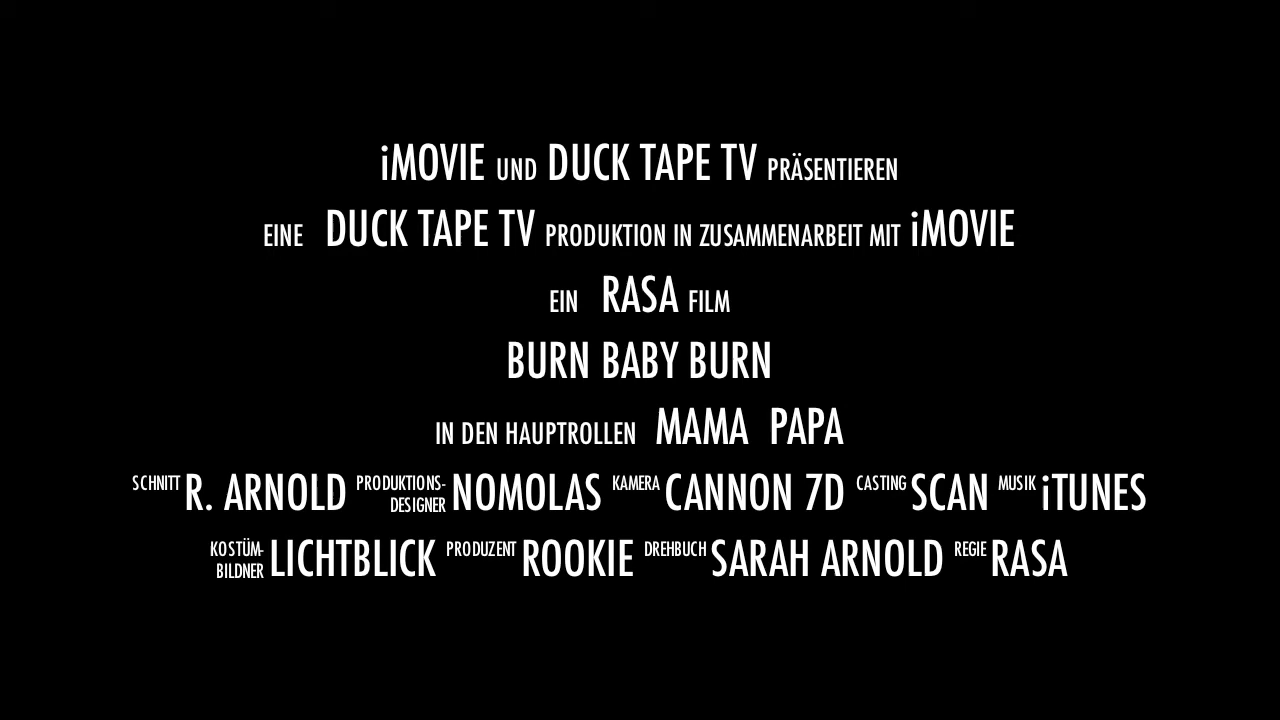 iMOVIE UND DUCK TAPE TV PRÄSENTIEREN
EINE DUCK TAPE TV PRODUKTION IN ZUSAMMENARBEIT MIT iMOVIE
EIN RASA FILM
BURN BABY BURN
IN DEN HAUPTROLLEN MAMA PAPA
SCHNITT R. ARNOLD PRODUKTIONS-DESIGNER NOMOLAS KAMERA CANNON 7D CASTING SCAN MUSIK iTUNES
KOSTÜM-BILDNER LICHTBLICK PRODUZENT ROOKIE DREHBUCH SARAH ARNOLD REGIE RASA